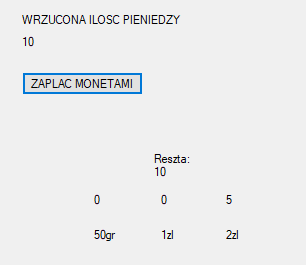 WRZUCONA ILOSC PIENIEDZY
10
ZAPLAC MONETAMI
Reszta:
10
0 0 5
50gr 1zl 2zl